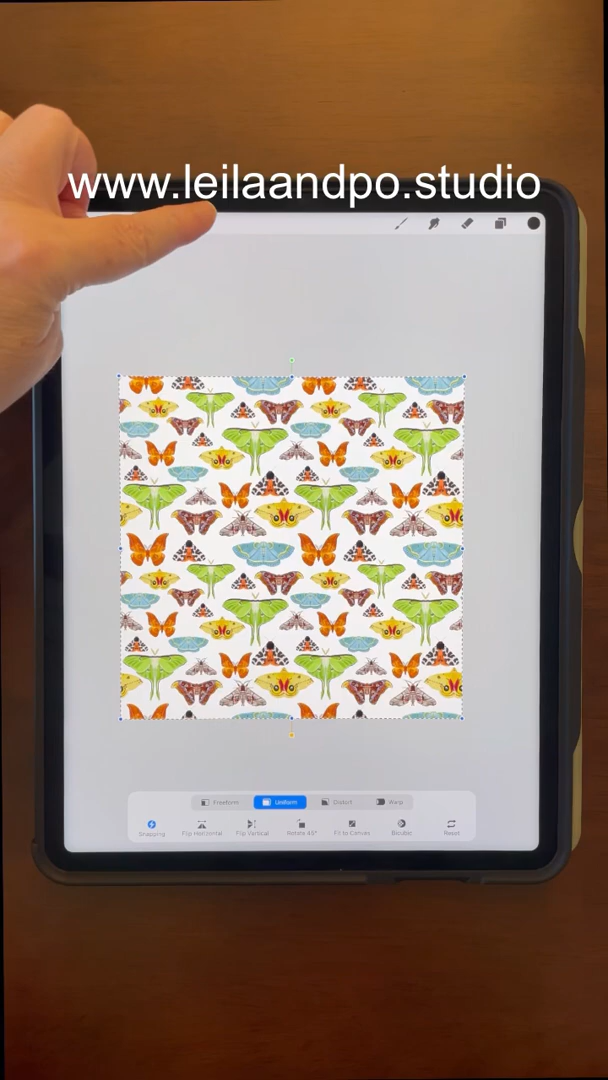 www.leilaandpo.studio
Freeform Uniform Distort Warp
Snapping Flip Horizontal Flip Vertical Rotate 45° Fit to Canvas Bicubic Reset